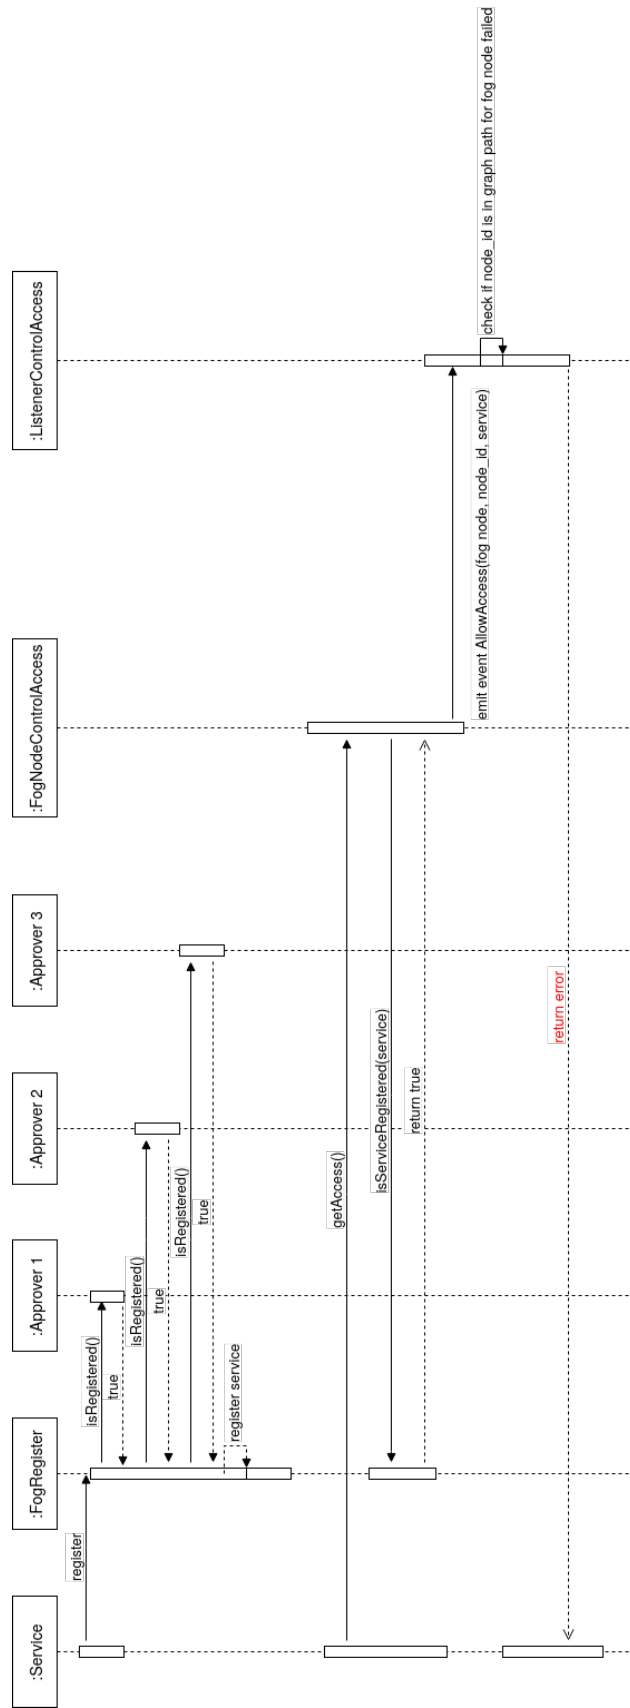 :Service
:FogRegister
:Approver 1
:Approver 2
:Approver 3
:FogNodeControlAccess
:ListenerControlAccess
register
isRegistered()
true
isRegistered()
true
isRegistered()
true
register service
getAccess()
isServiceRegistered(service)
return true
emit event AllowAccess(fog node, node_id, service)
check if node_id is in graph path for fog node failed
return error